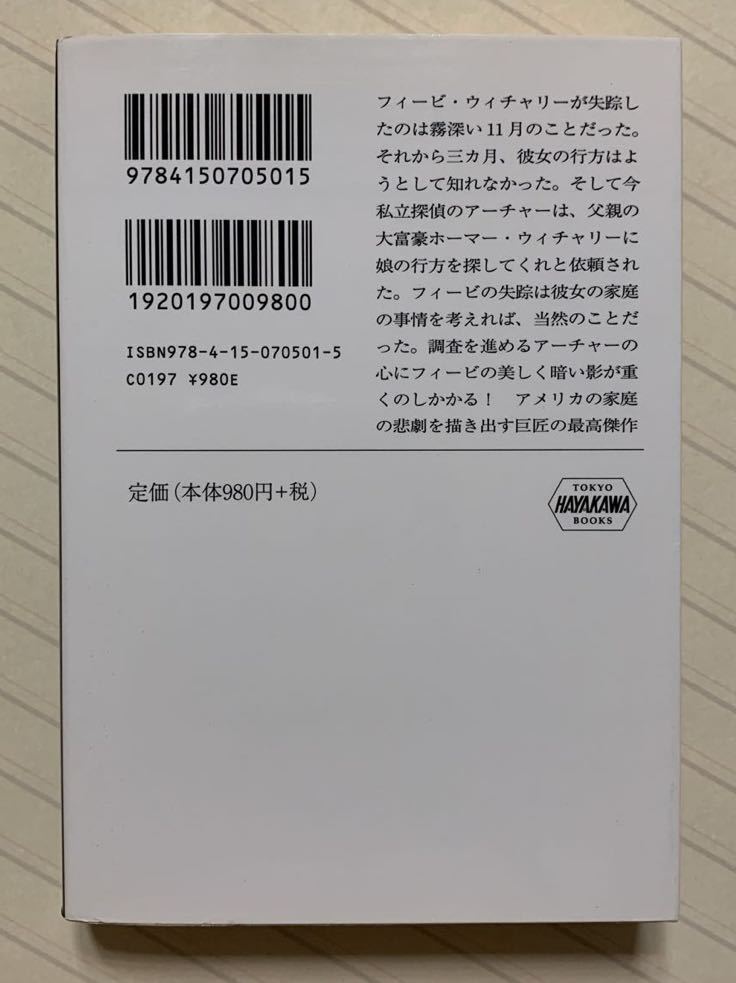 9784150705015
1920197009800
ISBN978-4-15-070501-5
C0197 ¥980E
フィービ・ウィチャリーが失踪し
たのは霧深い11月のことだった。
それから三カ月、彼女の行方はよ
うとして知れなかった。そして今
私立探偵のアーチャーは、父親の
大富豪ホーマー・ウィチャリーに
娘の行方を探してくれと依頼され
た。フィービの失踪は彼女の家庭
の事情を考えれば、当然のことだ
った。調査を進めるアーチャーの
心にフィービの美しく暗い影が重
くのしかかる！　アメリカの家庭
の悲劇を描き出す巨匠の最高傑作
定価（本体980円+税）
TOKYO
HAYAKAWA
BOOKS